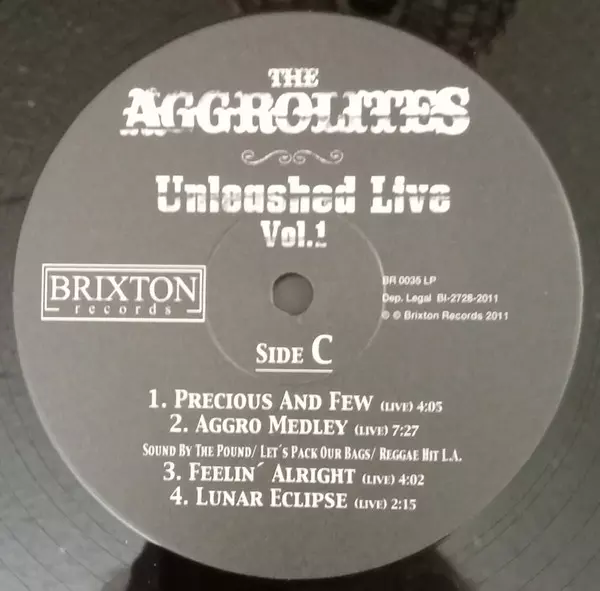 THE
AGGROLITES
Unleashed Live
Vol.1
BRIXTON
records
BR 0035 LP
Dep. Legal BI-2728-2011
℗ © Brixton Records 2011
SIDE C
1. PRECIOUS AND FEW (LIVE) 4:05
2. AGGRO MEDLEY (LIVE) 7:27
SOUND BY THE POUND/ LET´S PACK OUR BAGS/ REGGAE HIT L.A.
3. FEELIN´ ALRIGHT (LIVE) 4:02
4. LUNAR ECLIPSE (LIVE) 2:15